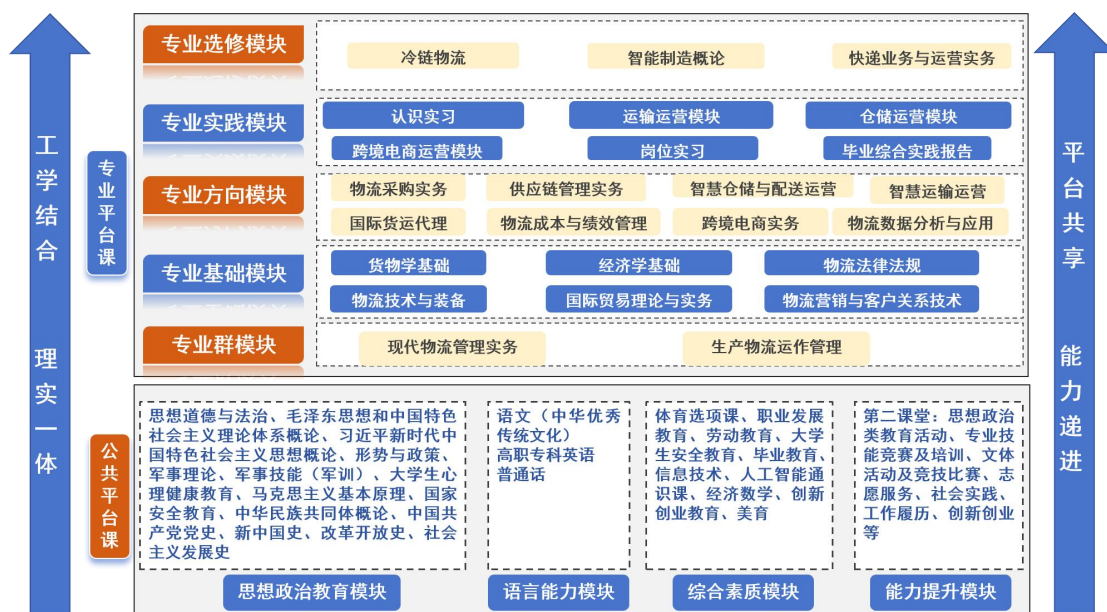 工学结合
理实一体
专业平台课
公共平台课
专业选修模块
冷链物流
智能制造概论
快递业务与运营实务
专业实践模块
认识实习
运输运营模块
仓储运营模块
跨境电商运营模块
岗位实习
毕业综合实践报告
专业方向模块
物流采购实务
供应链管理实务
智慧仓储与配送运营
智慧运输运营
国际货运代理
物流成本与绩效管理
跨境电商实务
物流数据分析与应用
专业基础模块
货物学基础
经济学基础
物流法律法规
物流技术与装备
国际贸易理论与实务
物流营销与客户关系技术
专业群模块
现代物流管理实务
生产物流运作管理
思想道德与法治、毛泽东思想和中国特色
社会主义理论体系概论、习近平新时代中
国特色社会主义思想概论、形势与政策、
军事理论、军事技能（军训）、大学生心
理健康教育、马克思主义基本原理、国家
安全教育、中华民族共同体概论、中国共
产党党史、新中国史、改革开放史、社会
主义发展史
思想政治教育模块
语文（中华优秀
传统文化）
高职专科英语
普通话
语言能力模块
体育选项课、职业发展
教育、劳动教育、大学
生安全教育、毕业教育、
信息技术、人工智能通
识课、经济数学、创新
创业教育、美育
综合素质模块
第二课堂：思想政治
类教育活动、专业技
能竞赛及培训、文体
活动及竞技比赛、志
愿服务、社会实践、
工作履历、创新创业
等
能力提升模块
平台共享
能力递进